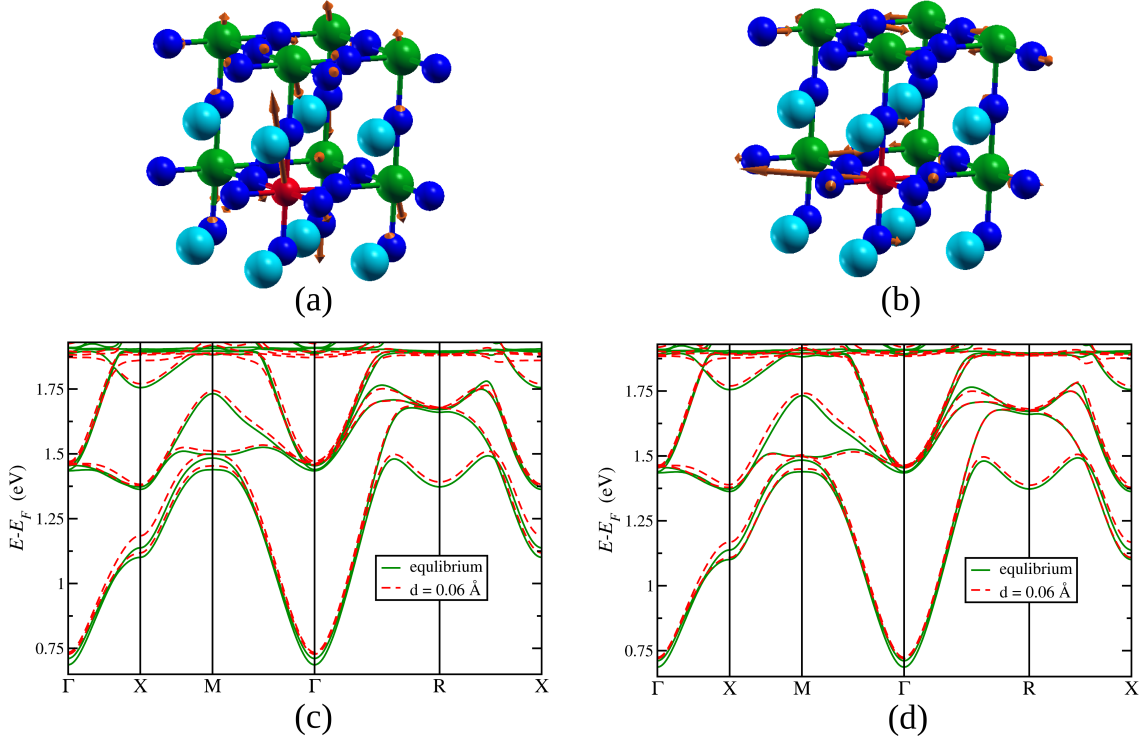 (a)
(b)
1.75
1.5
1.25
1
0.75
E-E_F (eV)
equlibrium
d = 0.06 Å
Γ X M Γ R X
(c)
1.75
1.5
1.25
1
0.75
E-E_F (eV)
equlibrium
d = 0.06 Å
Γ X M Γ R X
(d)